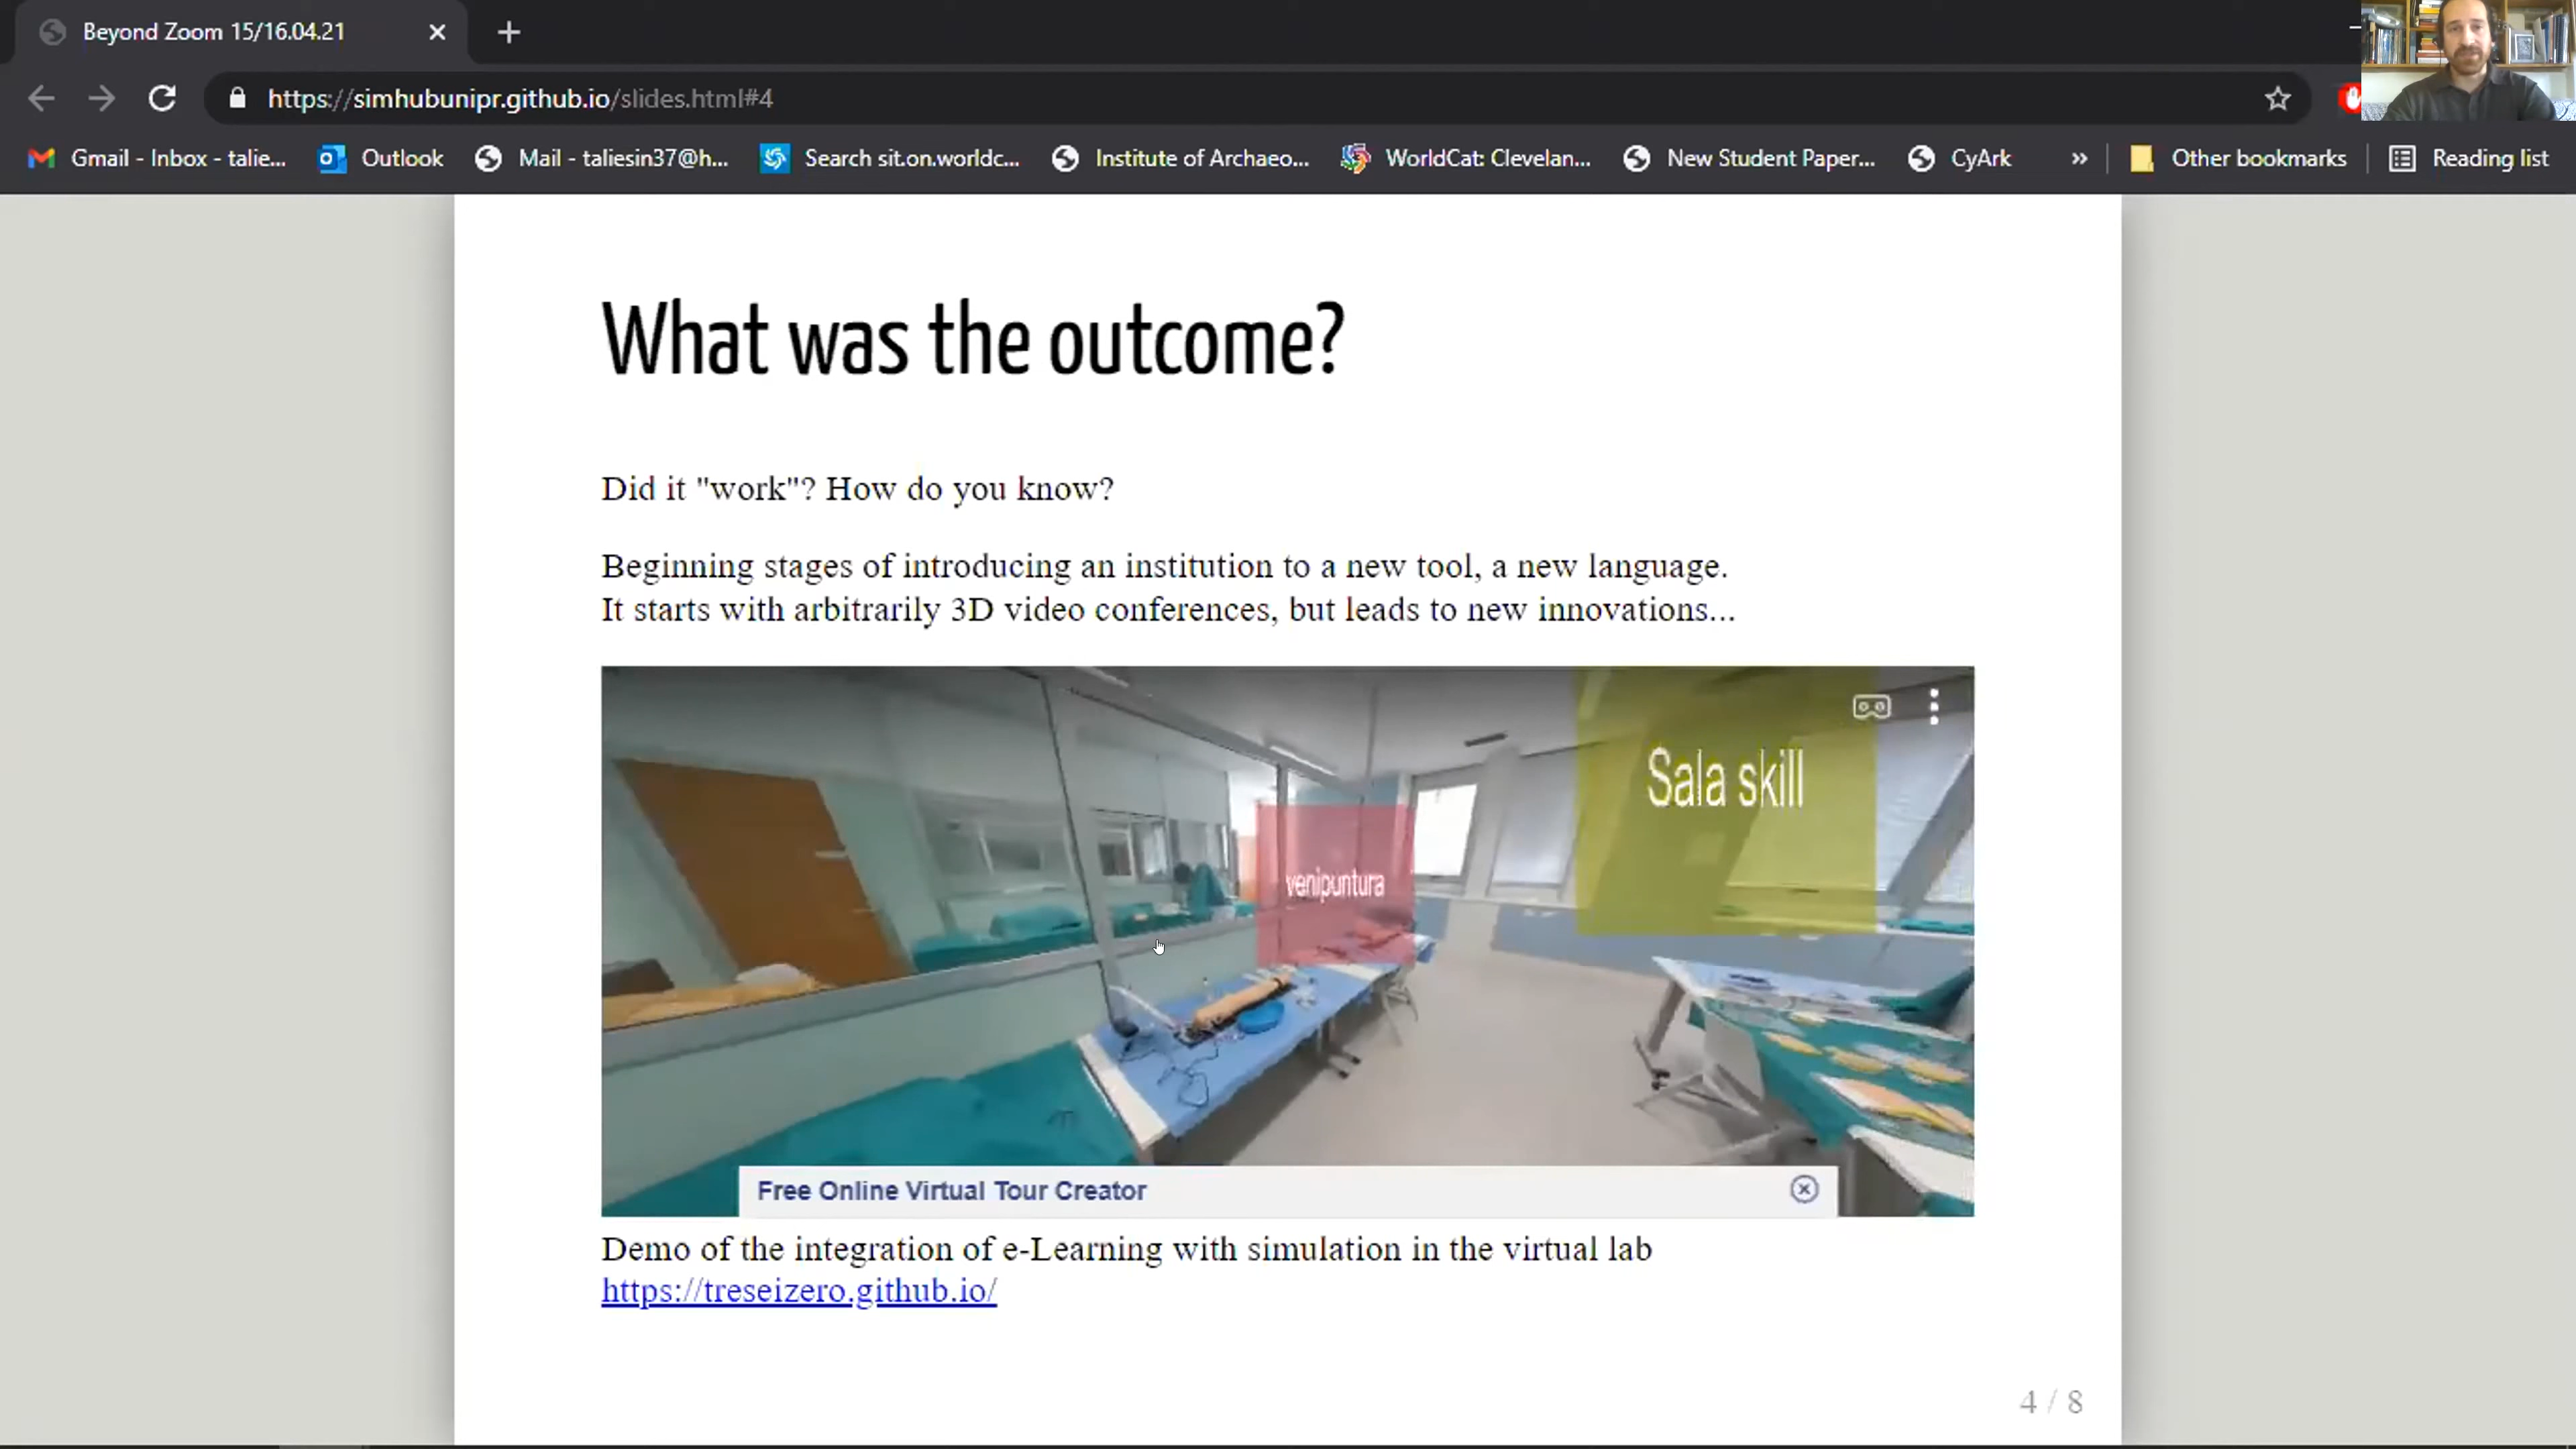 Beyond Zoom 15/16.04.21
https://simhubunipr.github.io/slides.html#4
Gmail - Inbox - talie...
Outlook
Mail - taliesin37@h...
Search sit.on.worldc...
Institute of Archaeo...
WorldCat: Clevelan...
New Student Paper...
CyArk
»
Other bookmarks
Reading list
What was the outcome?
Did it "work"? How do you know?
Beginning stages of introducing an institution to a new tool, a new language.
It starts with arbitrarily 3D video conferences, but leads to new innovations...
Sala skill
venipuntura
Free Online Virtual Tour Creator
Demo of the integration of e-Learning with simulation in the virtual lab
https://treseizero.github.io/
4 / 8